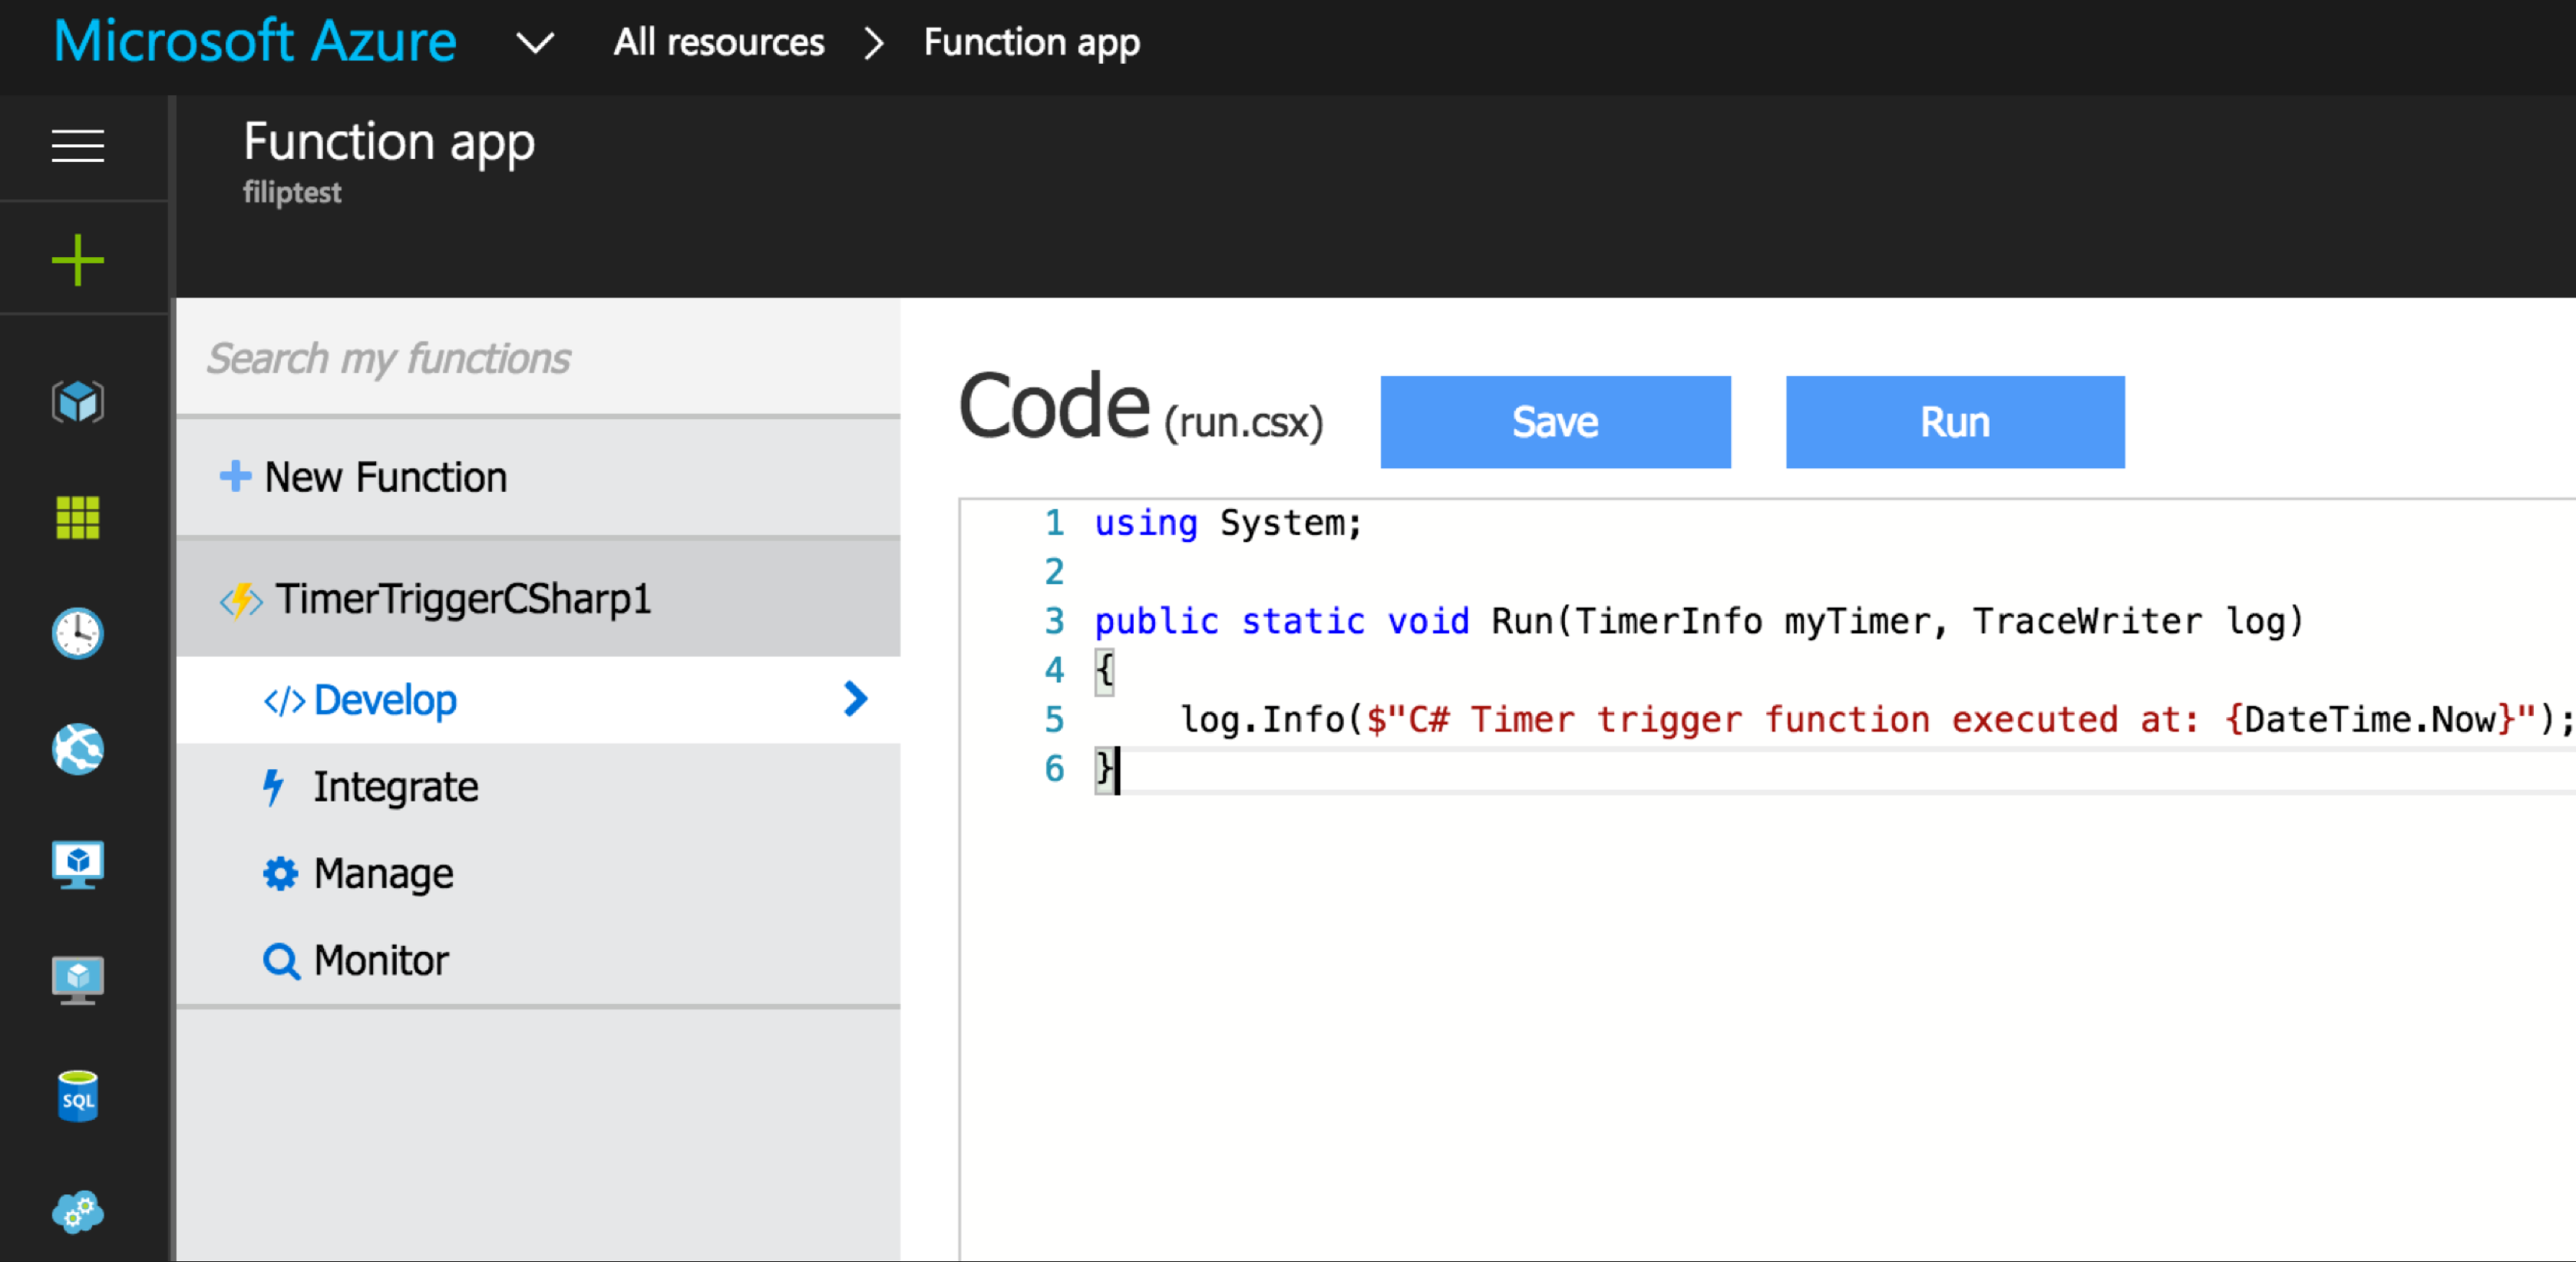 Microsoft Azure All resources Function app
Function app
filiptest
Search my functions
New Function
TimerTriggerCSharp1
</> Develop
Integrate
Manage
Monitor
SQL
Code (run.csx) Save Run
1 using System;
2
3 public static void Run(TimerInfo myTimer, TraceWriter log)
4 {
5 log.Info($"C# Timer trigger function executed at: {DateTime.Now}");
6 }